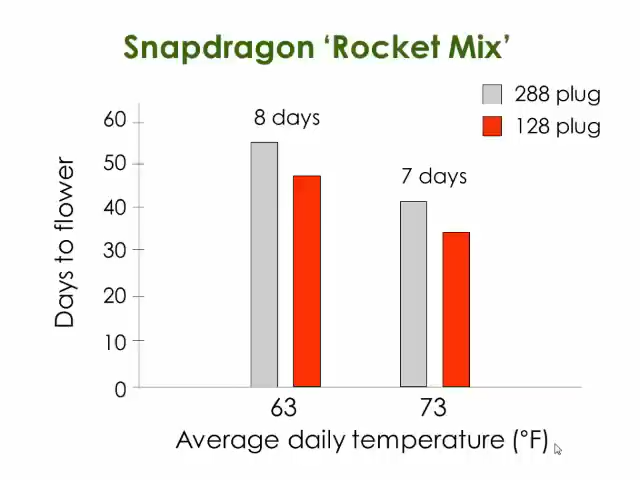 Snapdragon ‘Rocket Mix’
288 plug
128 plug
8 days
7 days
Days to flower
60
50
40
30
20
10
0
63
73
Average daily temperature (°F)